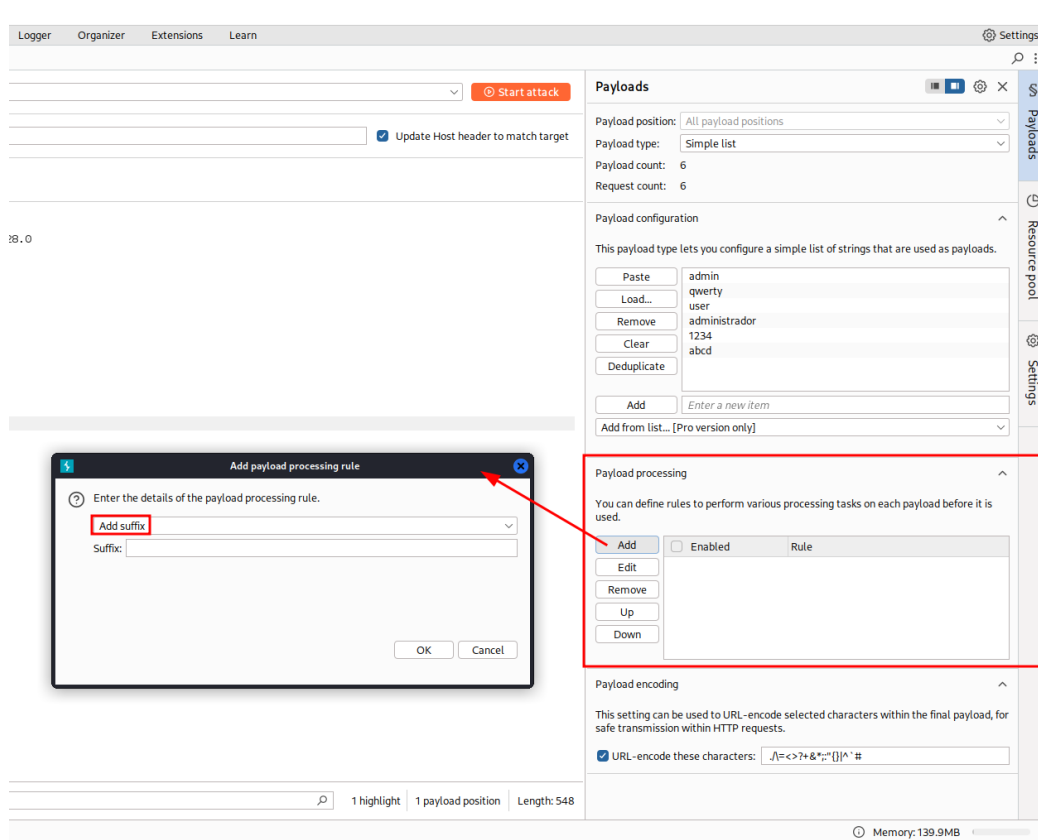 Logger Organizer Extensions Learn Settings
Start attack
Update Host header to match target
28.0
Payloads
Payload position: All payload positions
Payload type: Simple list
Payload count: 6
Request count: 6
Payload configuration
This payload type lets you configure a simple list of strings that are used as payloads.
Paste
Load...
Remove
Clear
Deduplicate
admin
qwerty
user
administrador
1234
abcd
Add Enter a new item
Add from list... [Pro version only]
Payload processing
You can define rules to perform various processing tasks on each payload before it is
used.
Add
Edit
Remove
Up
Down
Enabled Rule
Payload encoding
This setting can be used to URL-encode selected characters within the final payload, for
safe transmission within HTTP requests.
URL-encode these characters: ./\=<>?+&*;:"{}|^`#
Payloads
Resource pool
Settings
Add payload processing rule
Enter the details of the payload processing rule.
Add suffix
Suffix:
OK Cancel
1 highlight 1 payload position Length: 548
Memory: 139.9MB